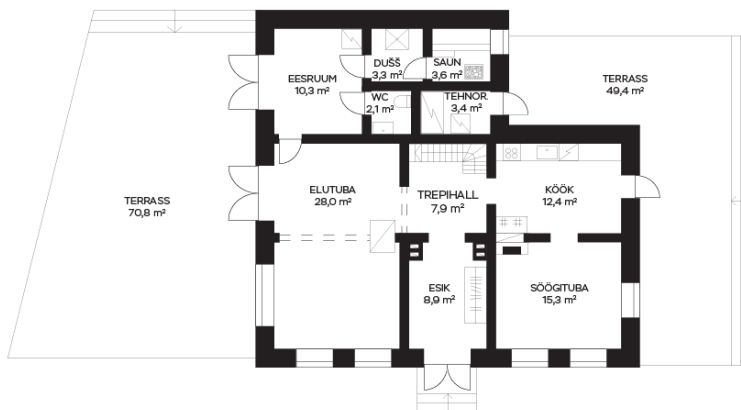 EESRUUM
10,3 m²
DUŠŠ
3,3 m²
SAUN
3,6 m²
WC
2,1 m²
TEHNOR.
3,4 m²
TERRASS
49,4 m²
TERRASS
70,8 m²
ELUTUBA
28,0 m²
TREPIHALL
7,9 m²
KÖÖK
12,4 m²
ESIK
8,9 m²
SÖÖGITUBA
15,3 m²